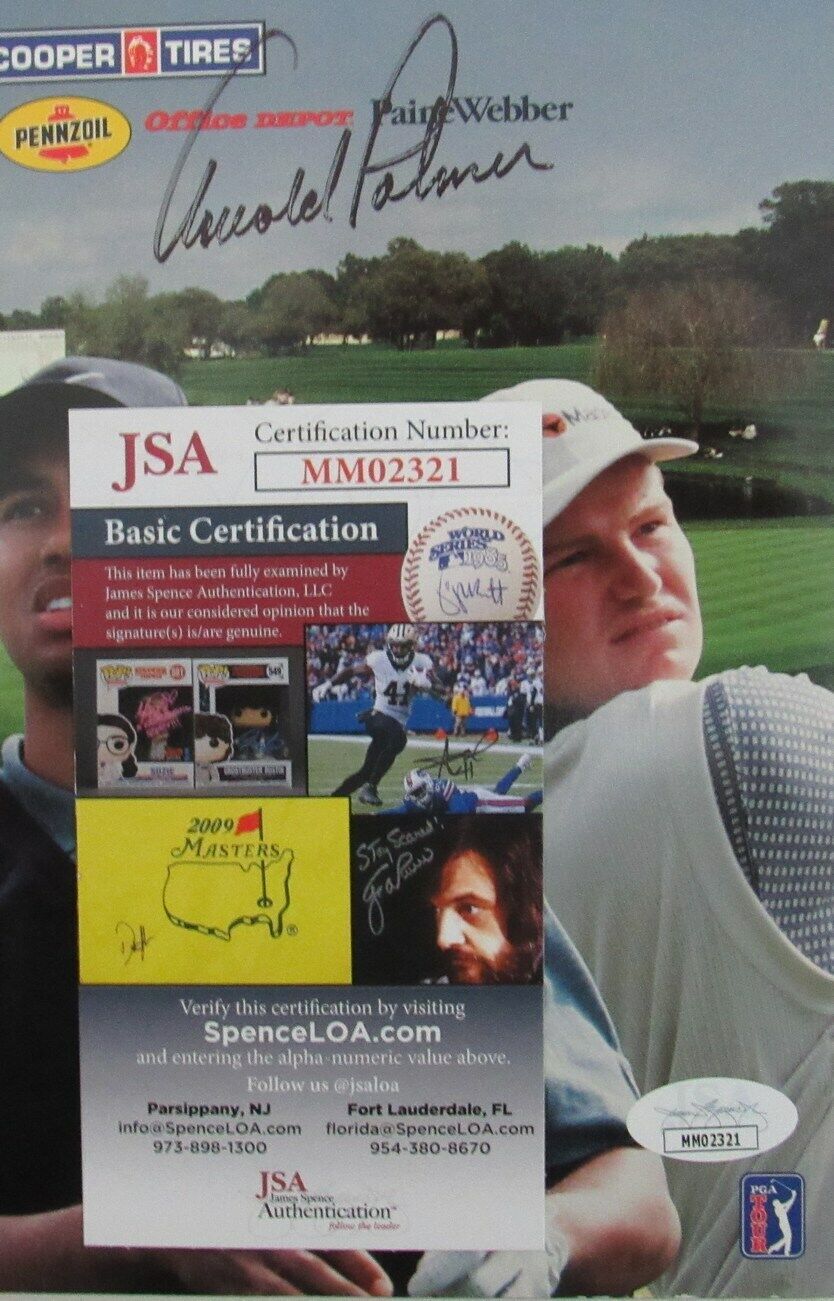 COOPER TIRES
PENNZOIL
Office DEPOT
PaineWebber
Arnold Palmer
JSA
Certification Number:
MM02321
Basic Certification
This item has been fully examined by
James Spence Authentication, LLC
and it is our considered opinion that the
signature(s) is/are genuine.
WORLD
SERIES
1985
41
2009
MASTERS
®
Stay Scared!
Verify this certification by visiting
SpenceLOA.com
and entering the alpha-numeric value above.
Follow us @jsaloa
Parsippany, NJ
info@SpenceLOA.com
973-898-1300
Fort Lauderdale, FL
florida@SpenceLOA.com
954-380-8670
JSA
James Spence
Authentication
follow the leader
MM02321
PGA
TOUR